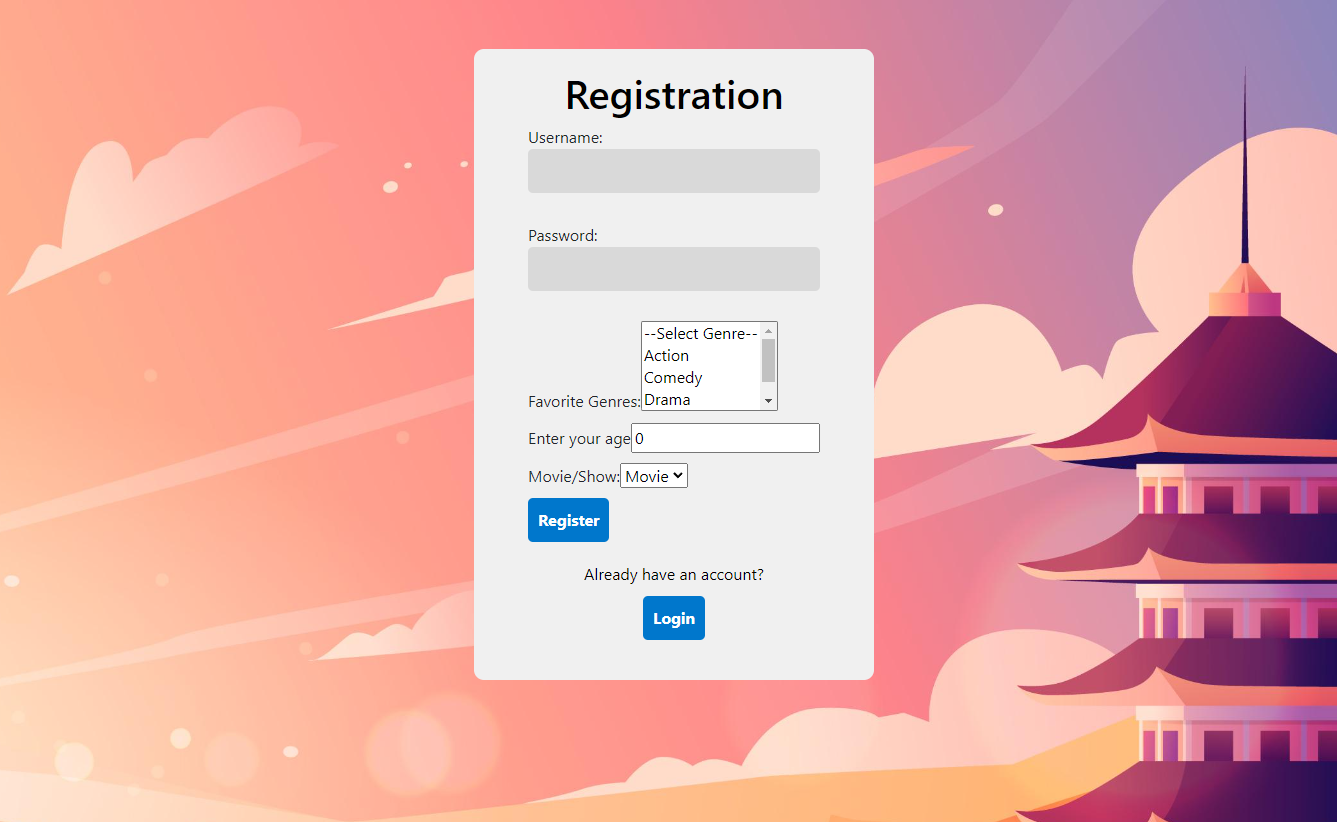 Registration
Username:
Password:
--Select Genre--
Action
Comedy
Favorite Genres: Drama
Enter your age 0
Movie/Show: Movie
Register
Already have an account?
Login